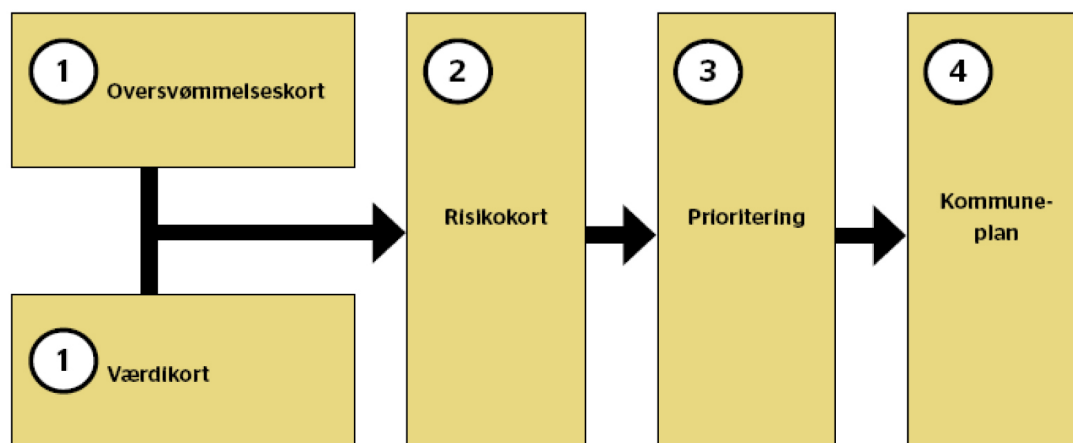 1
Oversvømmelseskort
1
Værdikort
2
Risikokort
3
Prioritering
4
Kommune-
plan